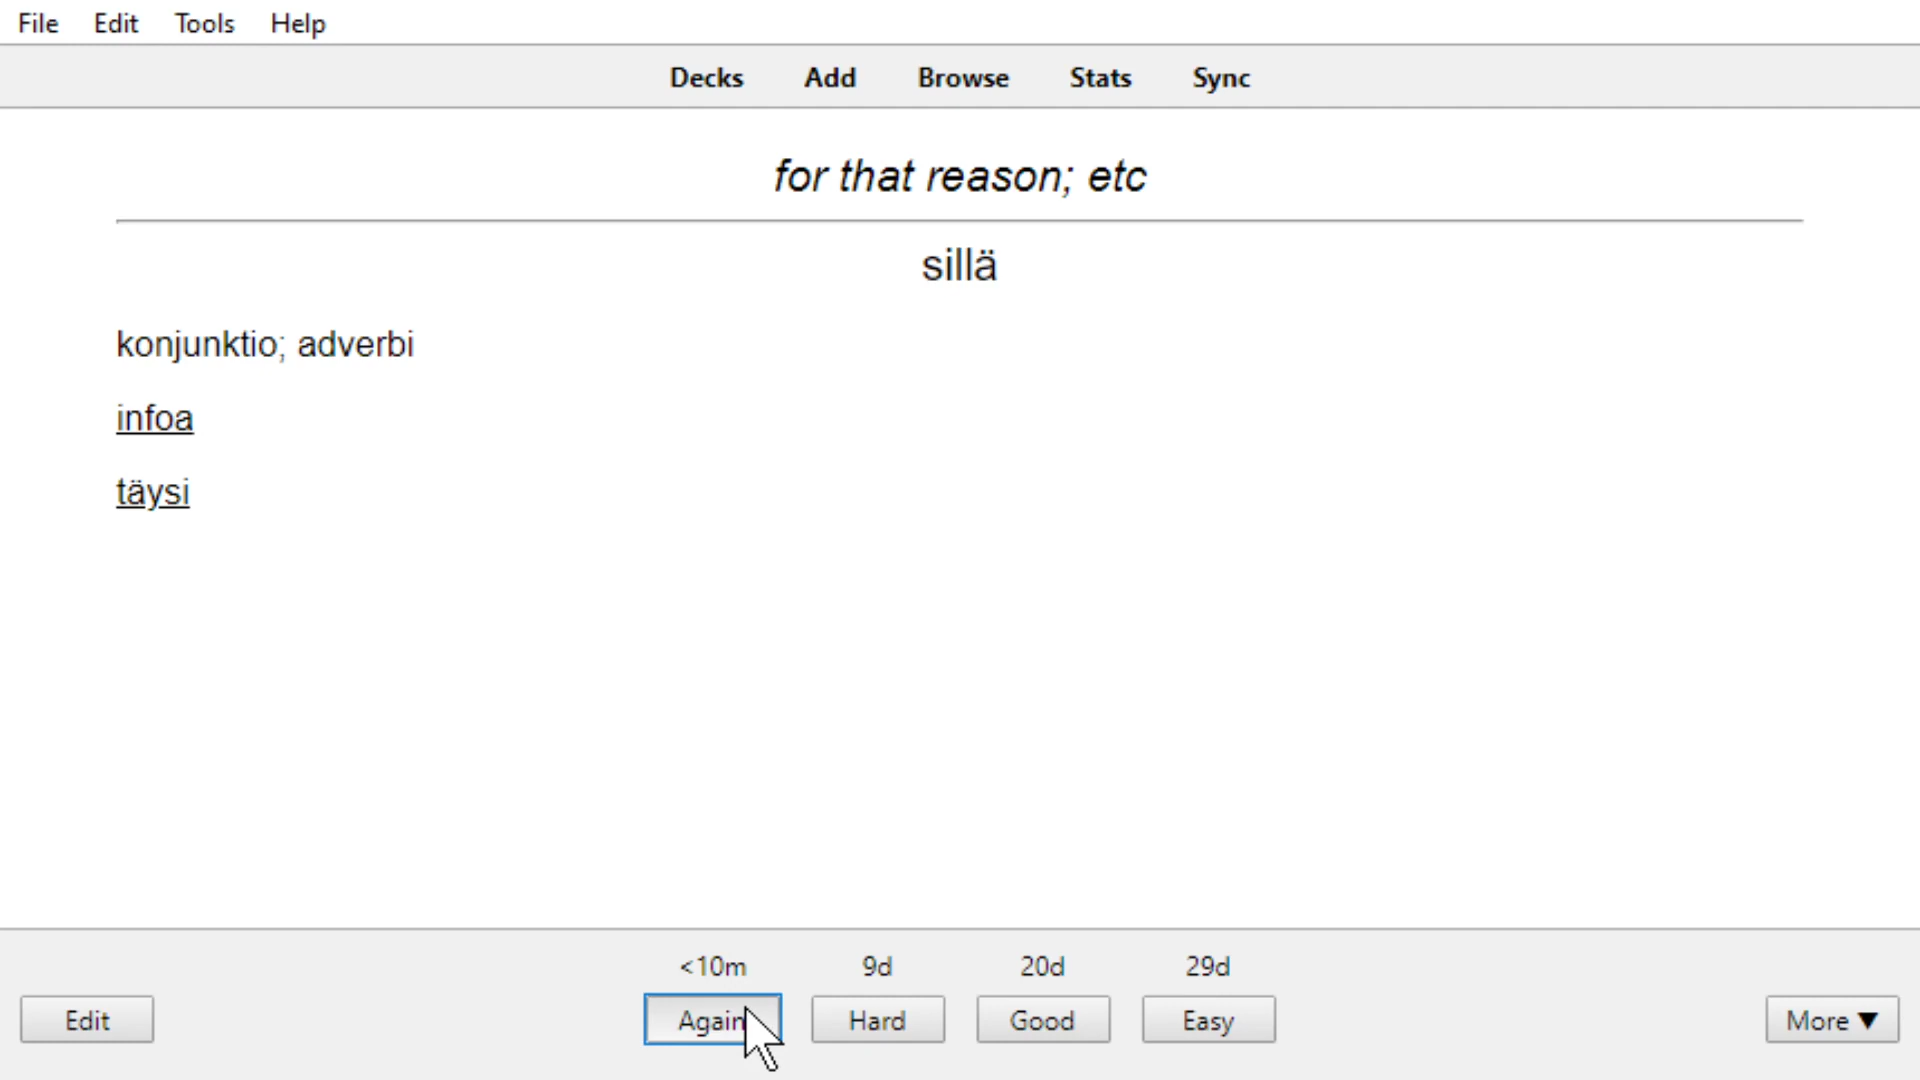 File Edit Tools Help
Decks Add Browse Stats Sync
for that reason; etc
sillä
konjunktio; adverbi
infoa
täysi
<10m 9d 20d 29d
Edit Again Hard Good Easy More ▼